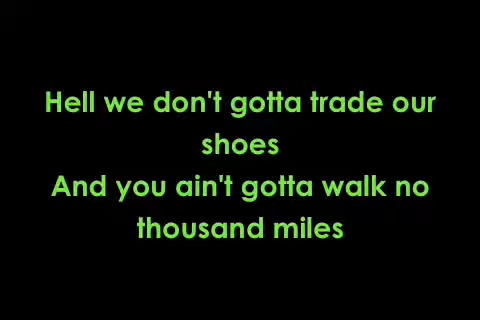 Hell we don't gotta trade our
shoes
And you ain't gotta walk no
thousand miles